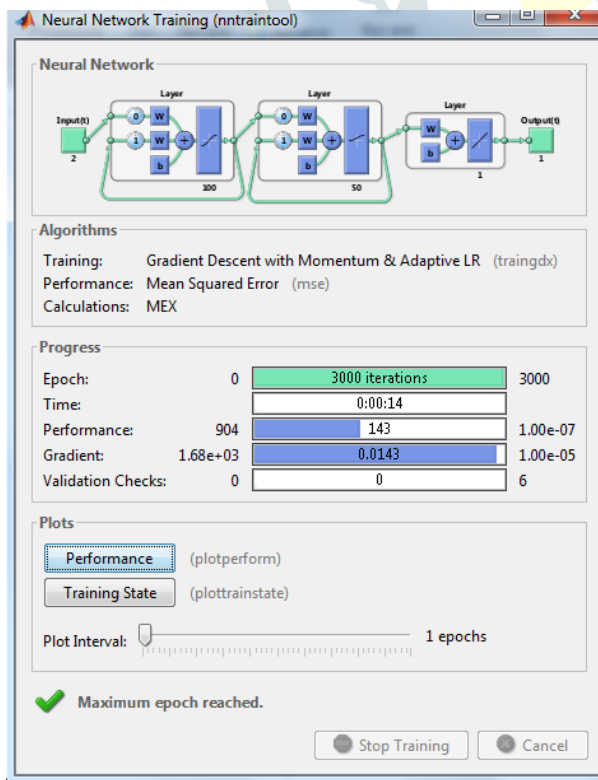 Neural Network Training (nntraintool)
Neural Network
Layer
Layer
Layer
Input(t)
Output(t)
0 W
1 W
b
+
0 W
1 W
b
+
W
b
+
2
100
50
1
1
Algorithms
Training: Gradient Descent with Momentum & Adaptive LR (traingdx)
Performance: Mean Squared Error (mse)
Calculations: MEX
Progress
Epoch: 0 3000 iterations 3000
Time: 0:00:14
Performance: 904 143 1.00e-07
Gradient: 1.68e+03 0.0143 1.00e-05
Validation Checks: 0 0 6
Plots
Performance (plotperform)
Training State (plottrainstate)
Plot Interval: 1 epochs
Maximum epoch reached.
Stop Training Cancel